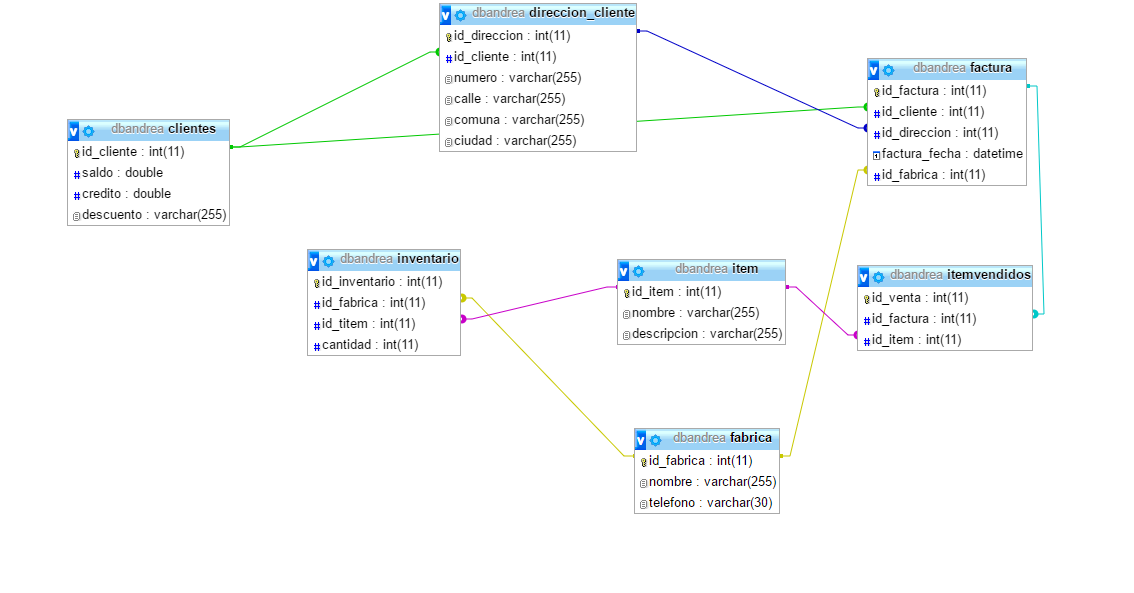 v dbandrea direccion_cliente
id_direccion : int(11)
#id_cliente : int(11)
numero : varchar(255)
calle : varchar(255)
comuna : varchar(255)
ciudad : varchar(255)
v dbandrea factura
id_factura : int(11)
#id_cliente : int(11)
#id_direccion : int(11)
factura_fecha : datetime
#id_fabrica : int(11)
v dbandrea clientes
id_cliente : int(11)
#saldo : double
#credito : double
descuento : varchar(255)
v dbandrea inventario
id_inventario : int(11)
#id_fabrica : int(11)
#id_titem : int(11)
#cantidad : int(11)
v dbandrea item
id_item : int(11)
nombre : varchar(255)
descripcion : varchar(255)
v dbandrea itemvendidos
id_venta : int(11)
#id_factura : int(11)
#id_item : int(11)
v dbandrea fabrica
id_fabrica : int(11)
nombre : varchar(255)
telefono : varchar(30)